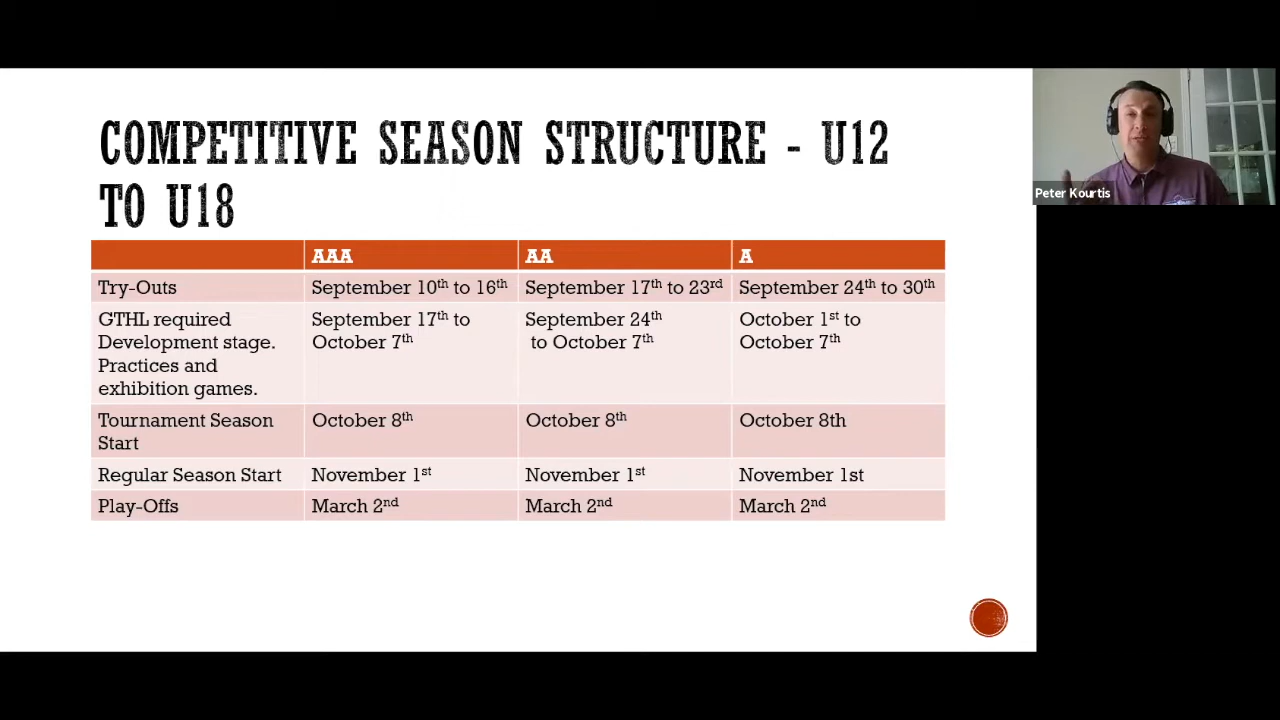 COMPETITIVE SEASON STRUCTURE - U12
TO U18
AAA AA A
Try-Outs September 10th to 16th September 17th to 23rd September 24th to 30th
GTHL required September 17th to September 24th October 1st to
Development stage. October 7th to October 7th October 7th
Practices and
exhibition games.
Tournament Season October 8th October 8th October 8th
Start
Regular Season Start November 1st November 1st November 1st
Play-Offs March 2nd March 2nd March 2nd
Peter Kourtis